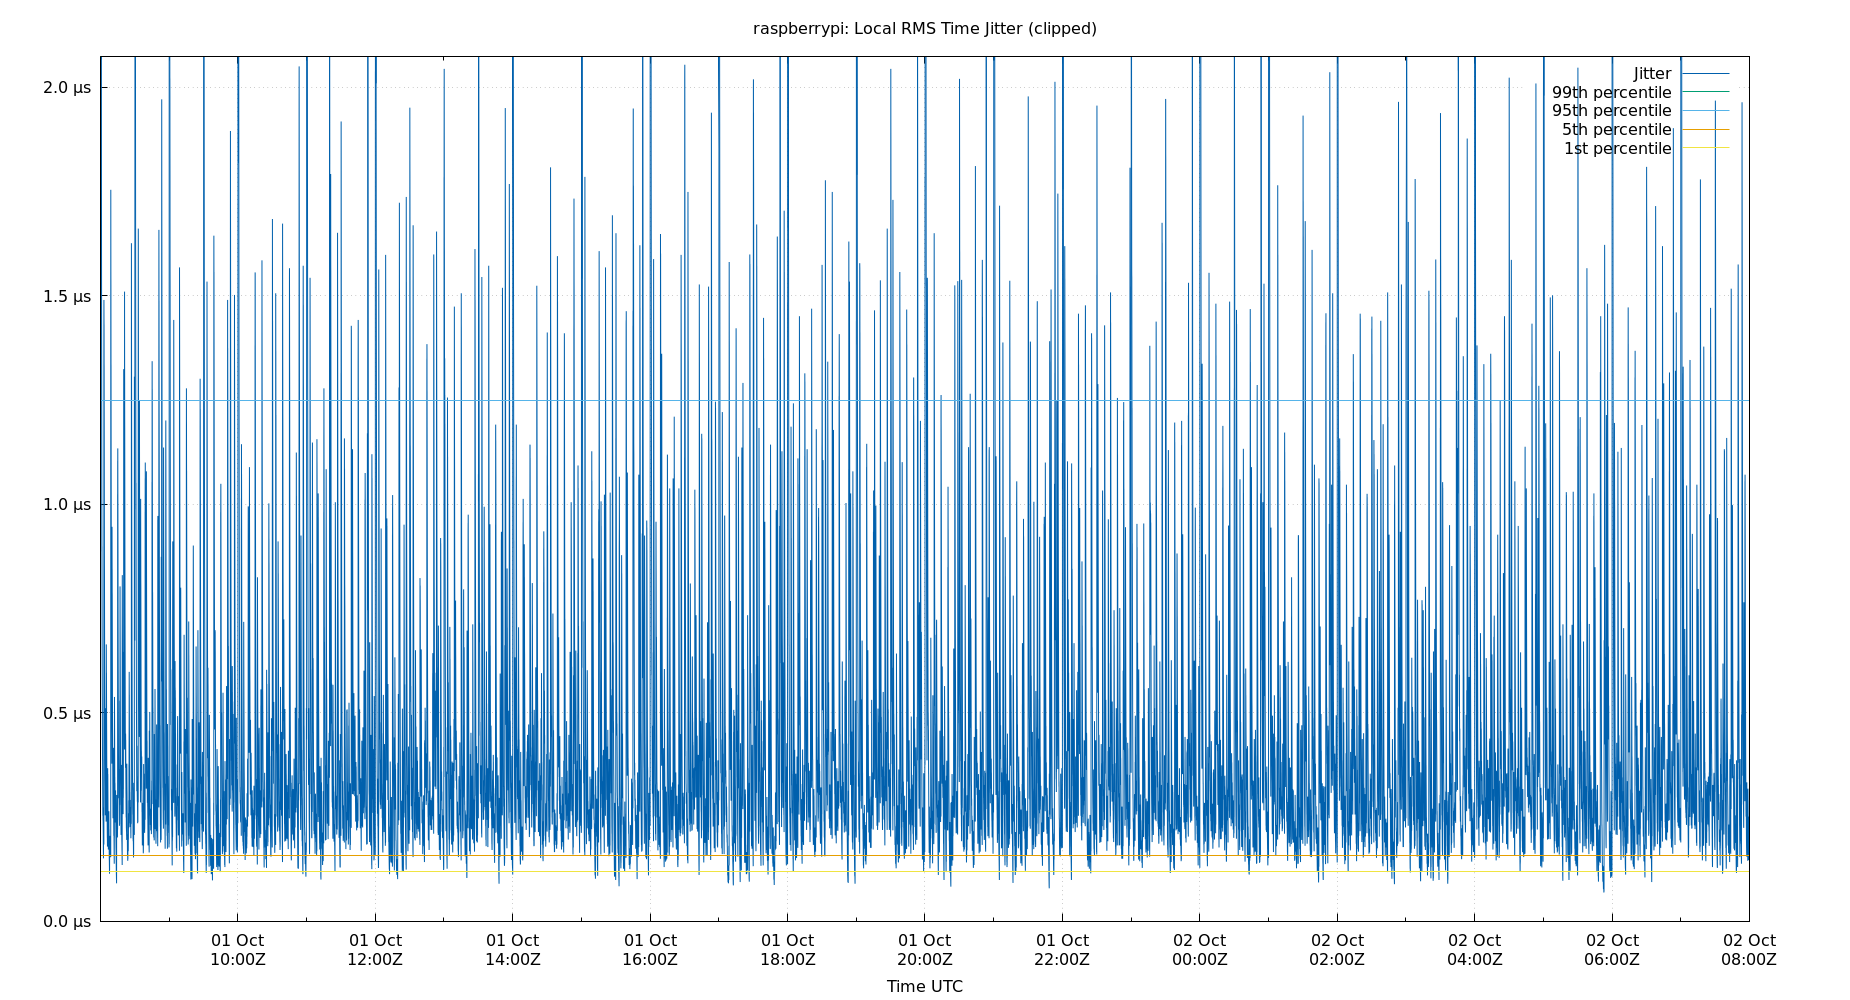 raspberrypi: Local RMS Time Jitter (clipped)
2.0 µs
1.5 µs
1.0 µs
0.5 µs
0.0 µs
Jitter
99th percentile
95th percentile
5th percentile
1st percentile
01 Oct 01 Oct 01 Oct 01 Oct 01 Oct 01 Oct 01 Oct 02 Oct 02 Oct 02 Oct 02 Oct 02 Oct
10:00Z 12:00Z 14:00Z 16:00Z 18:00Z 20:00Z 22:00Z 00:00Z 02:00Z 04:00Z 06:00Z 08:00Z
Time UTC